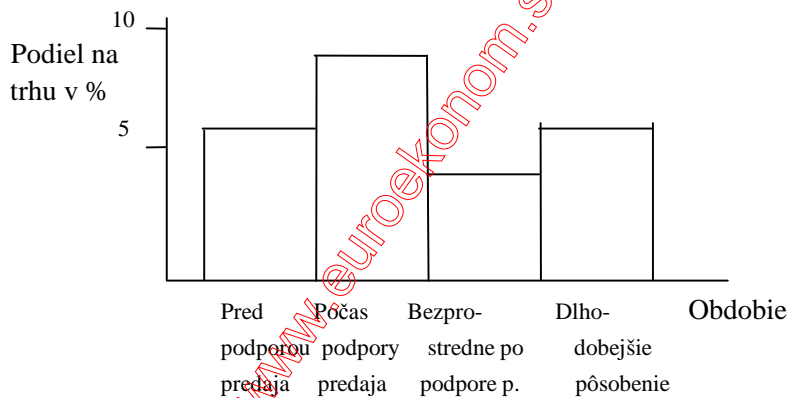 10
Podiel na
trhu v %
5
Pred Počas Bezpro- Dlho- Obdobie
podporou podpory stredne po dobejšie
predaja predaja podpore p. pôsobenie
www.euroekonom.s